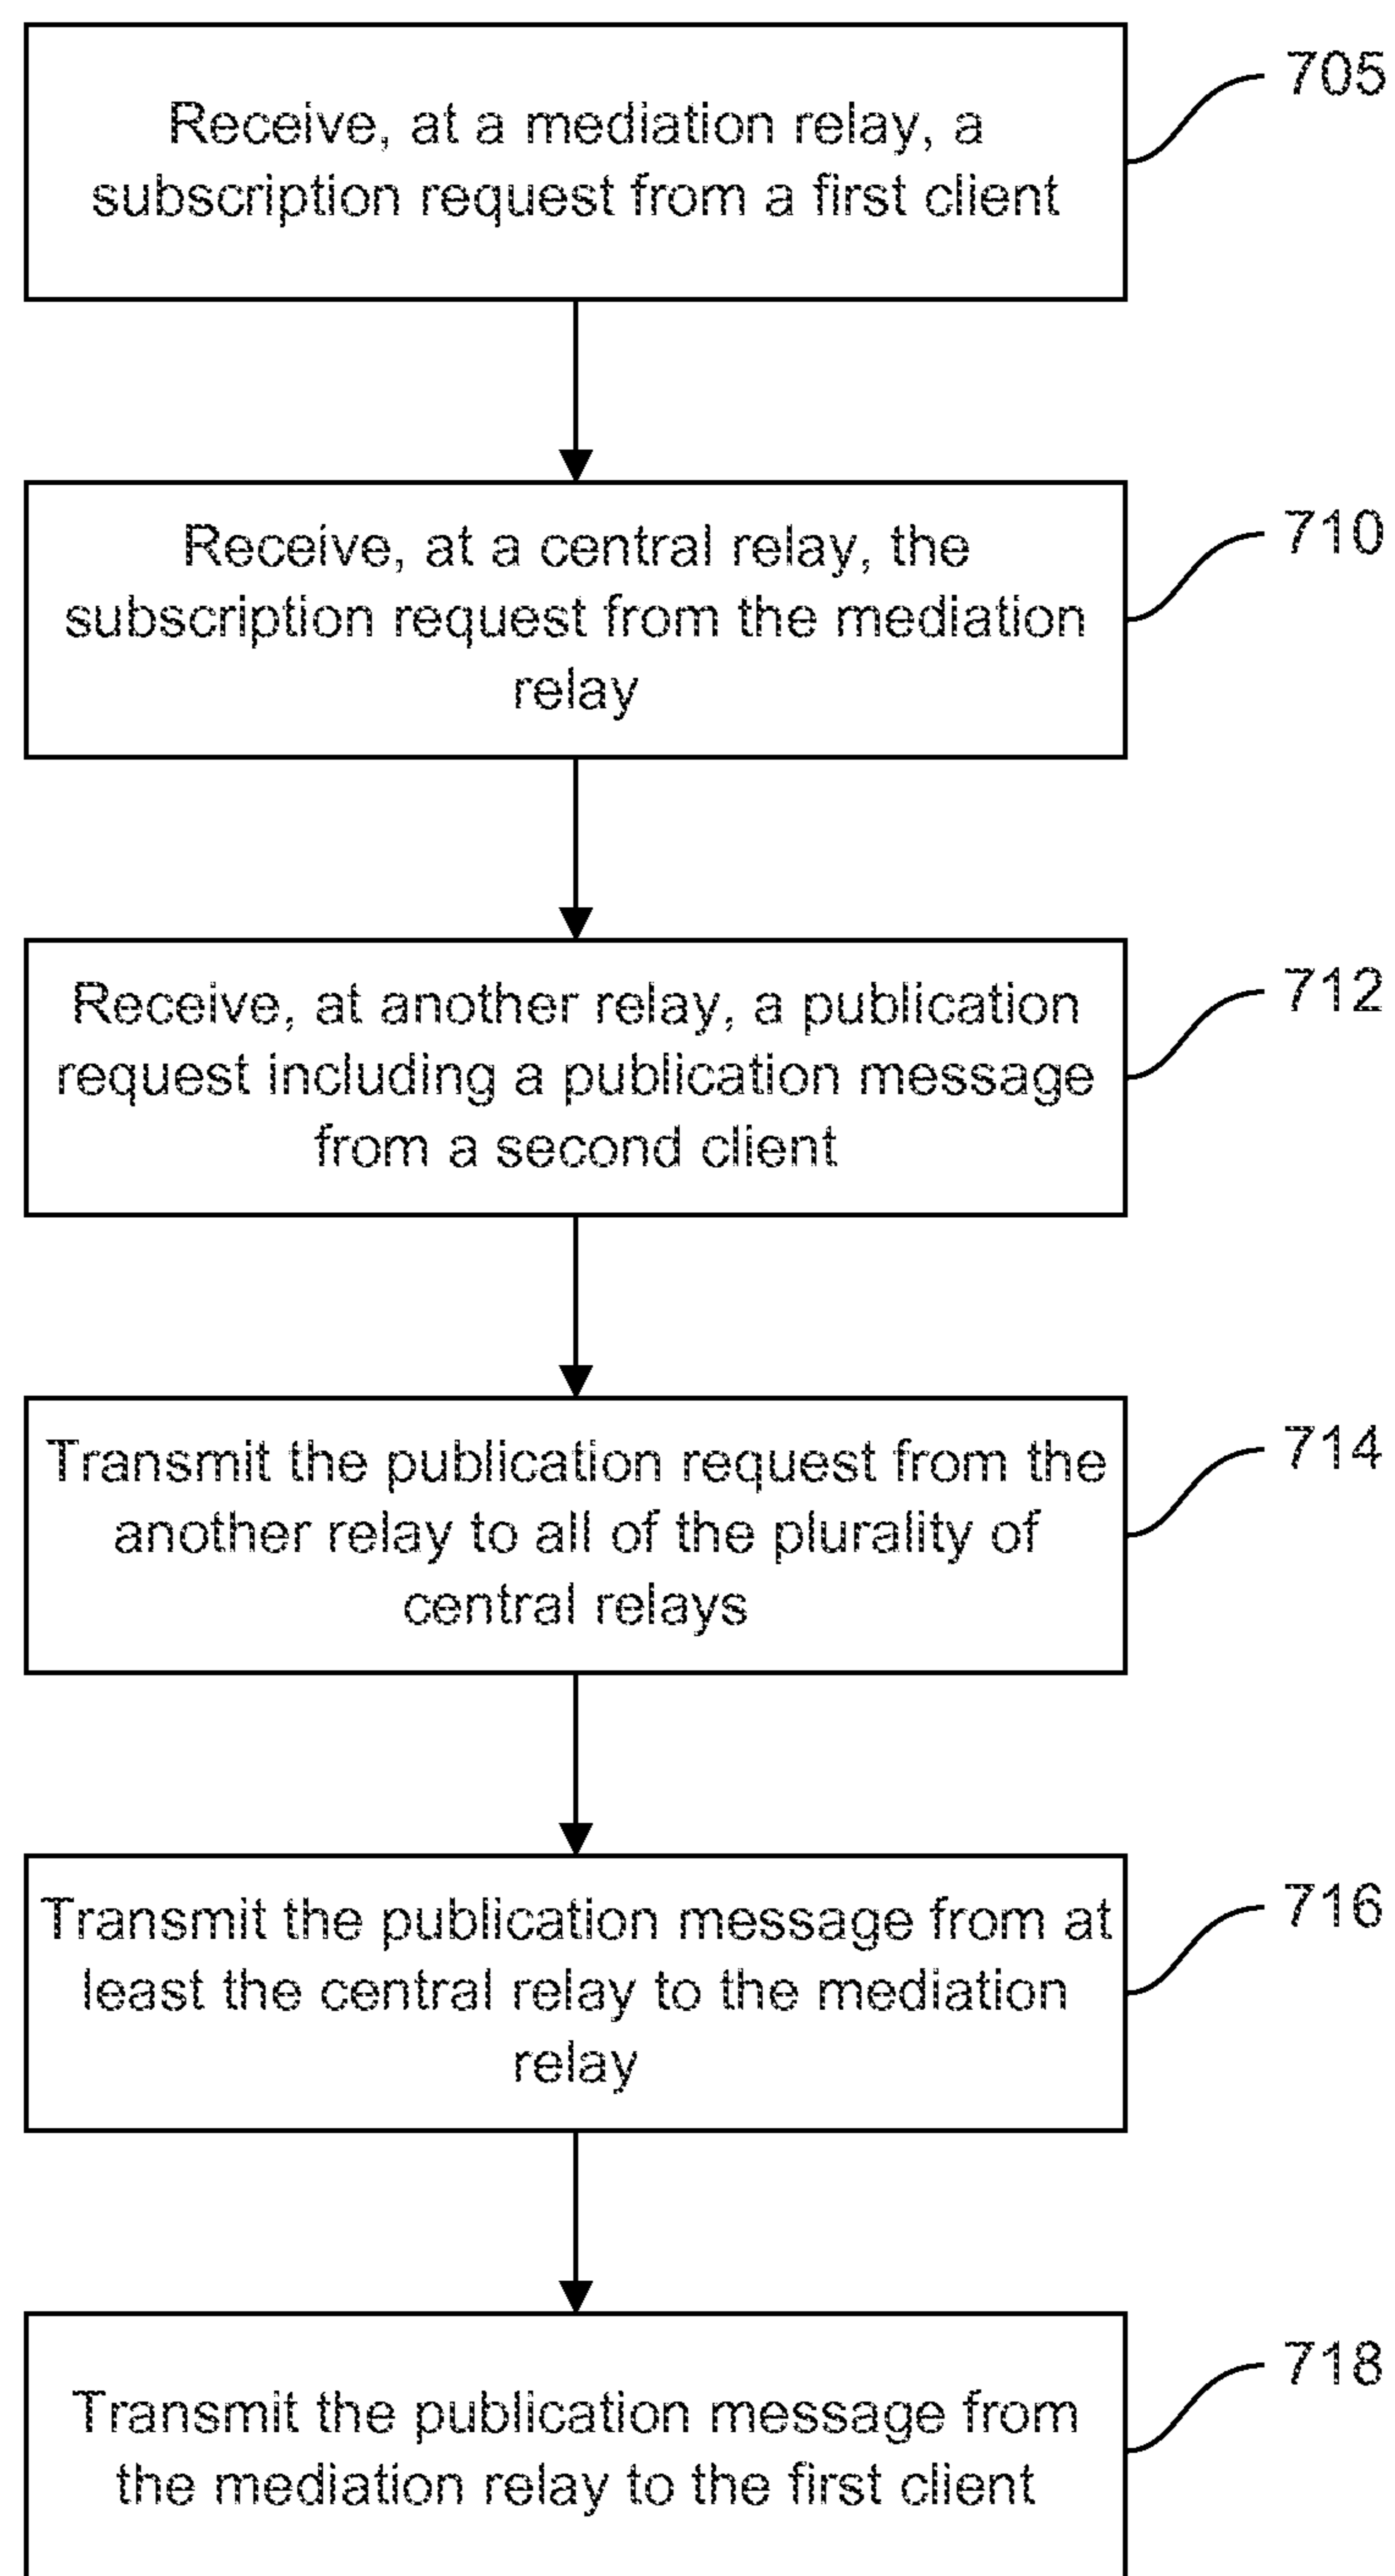 Receive, at a mediation relay, a
subscription request from a first client
705
Receive, at a central relay, the
subscription request from the mediation
relay
710
Receive, at another relay, a publication
request including a publication message
from a second client
712
Transmit the publication request from the
another relay to all of the plurality of
central relays
714
Transmit the publication message from at
least the central relay to the mediation
relay
716
Transmit the publication message from
the mediation relay to the first client
718